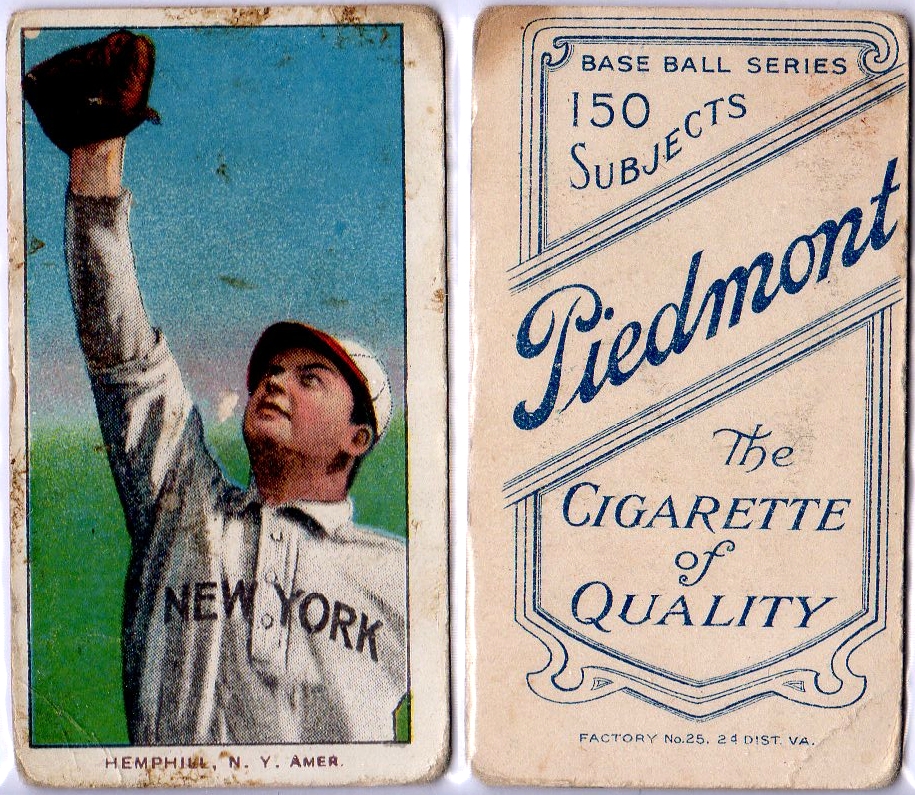 NEW YORK
HEMPHILL, N. Y. AMER.
BASE BALL SERIES
150
SUBJECTS
Piedmont
The
CIGARETTE
of
QUALITY
FACTORY No. 25. 2d DIST. VA.